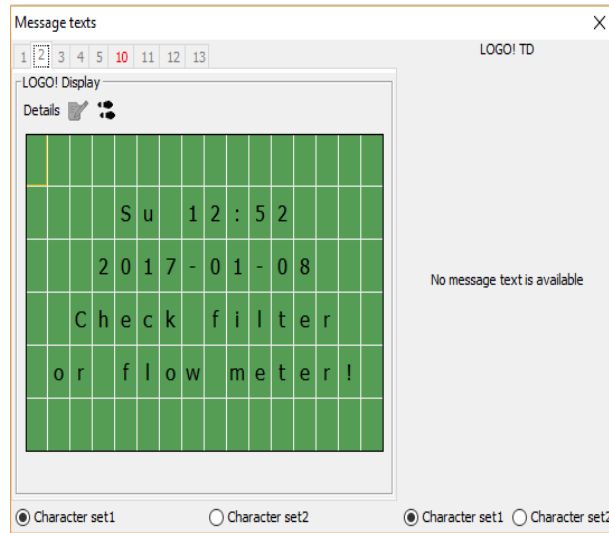 Message texts
1 2 3 4 5 10 11 12 13
LOGO! TD
LOGO! Display
Details
Su 12:52
2017-01-08
Check filter
or flow meter!
No message text is available
Character set1 Character set2 Character set1 Character set2